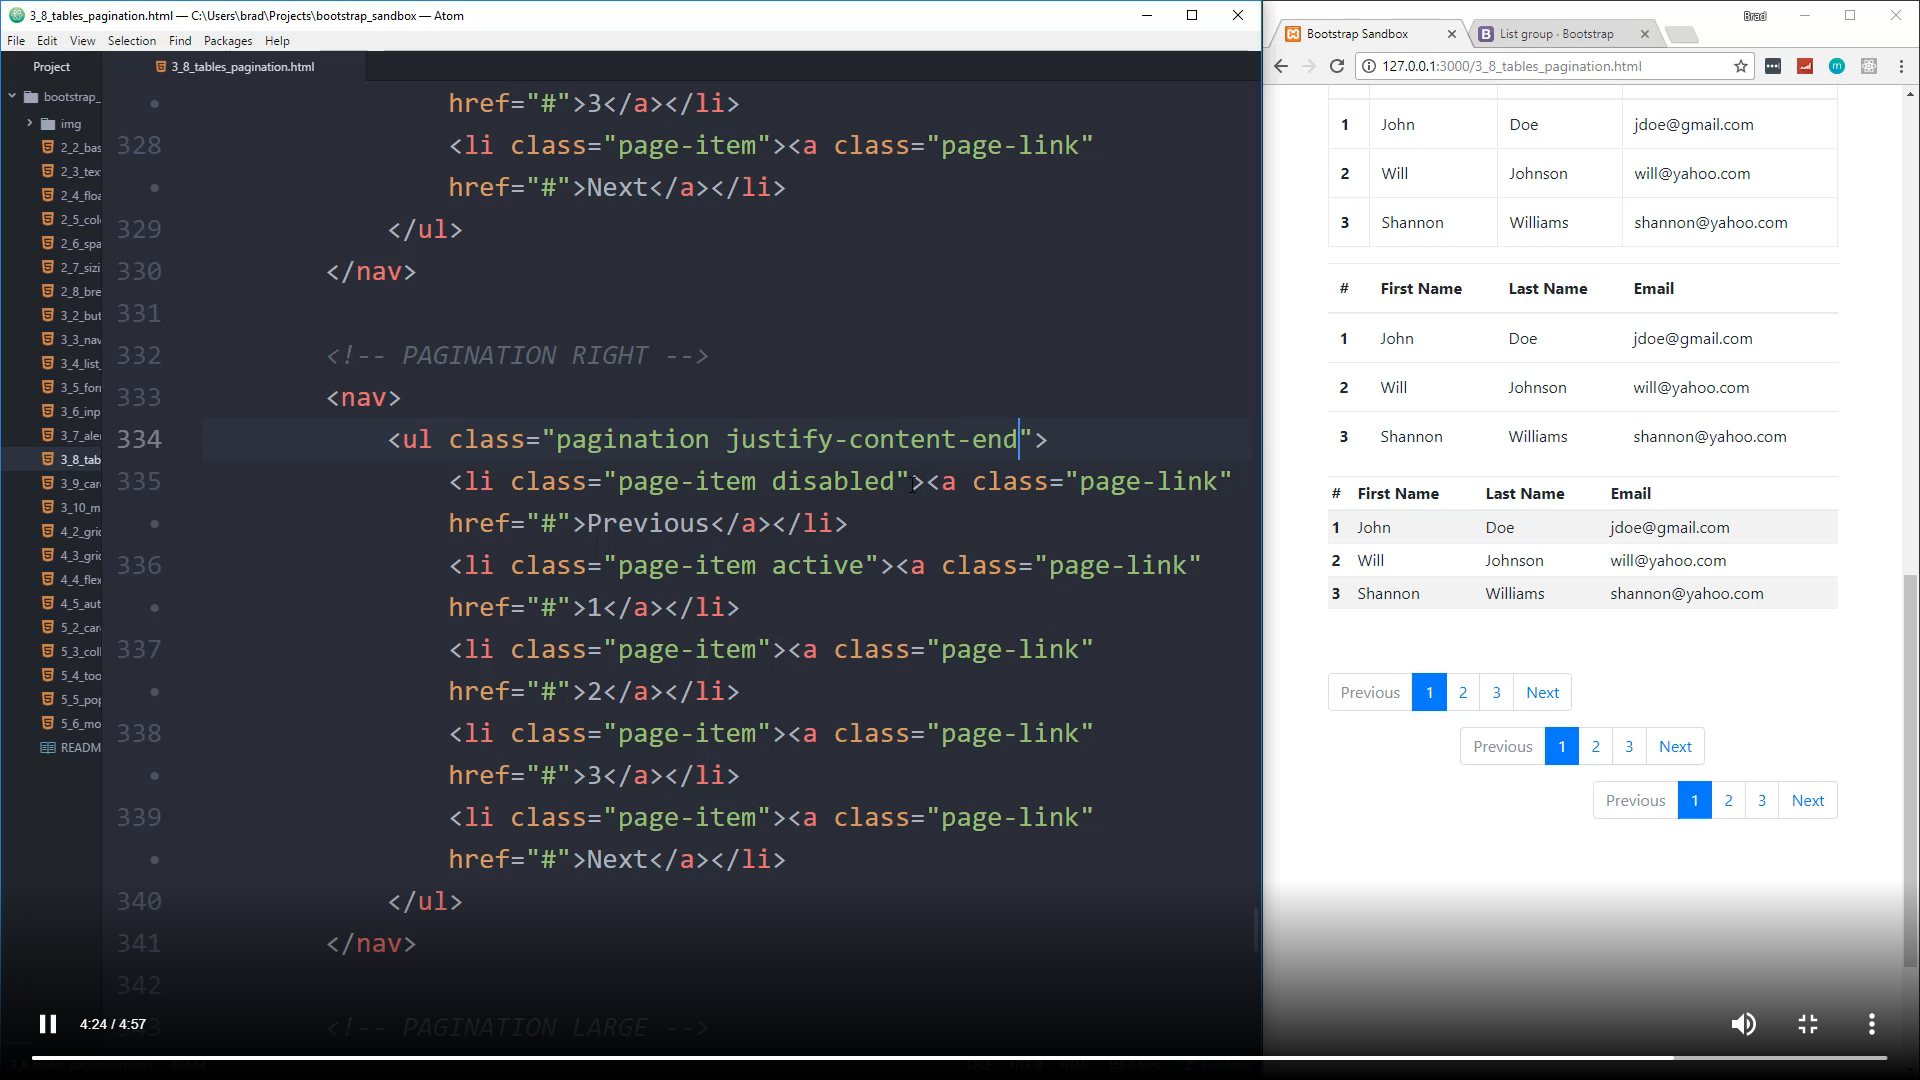 3_8_tables_pagination.html — C:\Users\brad\Projects\bootstrap_sandbox — Atom
File Edit View Selection Find Packages Help
Project
3_8_tables_pagination.html
bootstrap_
img
2_2_bas
2_3_tex
2_4_floa
2_5_colo
2_6_spa
2_7_sizi
2_8_bre
3_2_but
3_3_nav
3_4_list_
3_5_for
3_6_inp
3_7_aler
3_8_tab
3_9_car
3_10_m
4_2_gric
4_3_gric
4_4_flex
4_5_aut
5_2_car
5_3_coll
5_4_too
5_5_pop
5_6_mo
README
href="#">3</a></li>
328 <li class="page-item"><a class="page-link"
href="#">Next</a></li>
329 </ul>
330 </nav>
331
332 <!-- PAGINATION RIGHT -->
333 <nav>
334 <ul class="pagination justify-content-end">
335 <li class="page-item disabled"><a class="page-link"
href="#">Previous</a></li>
336 <li class="page-item active"><a class="page-link"
href="#">1</a></li>
337 <li class="page-item"><a class="page-link"
href="#">2</a></li>
338 <li class="page-item"><a class="page-link"
href="#">3</a></li>
339 <li class="page-item"><a class="page-link"
href="#">Next</a></li>
340 </ul>
341 </nav>
342
<!-- PAGINATION LARGE -->
4:24 / 4:57
Brad
Bootstrap Sandbox
List group · Bootstrap
127.0.0.1:3000/3_8_tables_pagination.html
1 John Doe jdoe@gmail.com
2 Will Johnson will@yahoo.com
3 Shannon Williams shannon@yahoo.com
# First Name Last Name Email
1 John Doe jdoe@gmail.com
2 Will Johnson will@yahoo.com
3 Shannon Williams shannon@yahoo.com
# First Name Last Name Email
1 John Doe jdoe@gmail.com
2 Will Johnson will@yahoo.com
3 Shannon Williams shannon@yahoo.com
Previous 1 2 3 Next
Previous 1 2 3 Next
Previous 1 2 3 Next